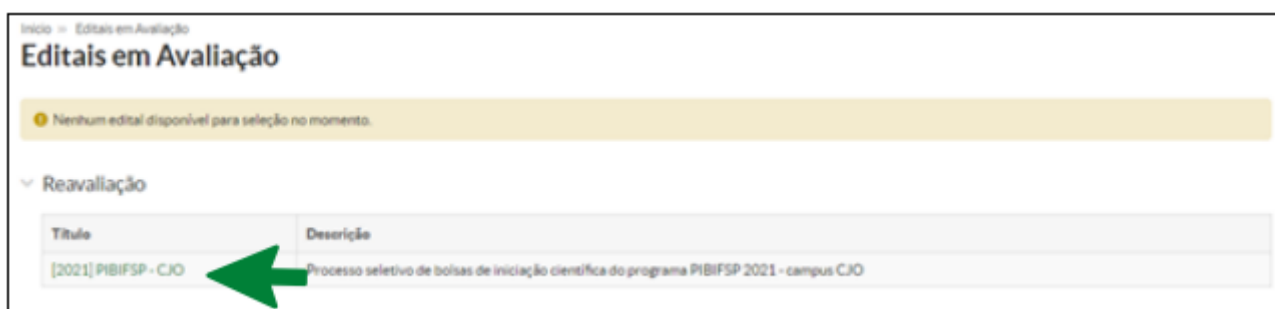 Início » Editais em Avaliação
Editais em Avaliação
Nenhum edital disponível para seleção no momento.
Reavaliação
Título Descrição
[2021] PIBIFSP - CJO Processo seletivo de bolsas de iniciação científica do programa PIBIFSP 2021 - campus CJO